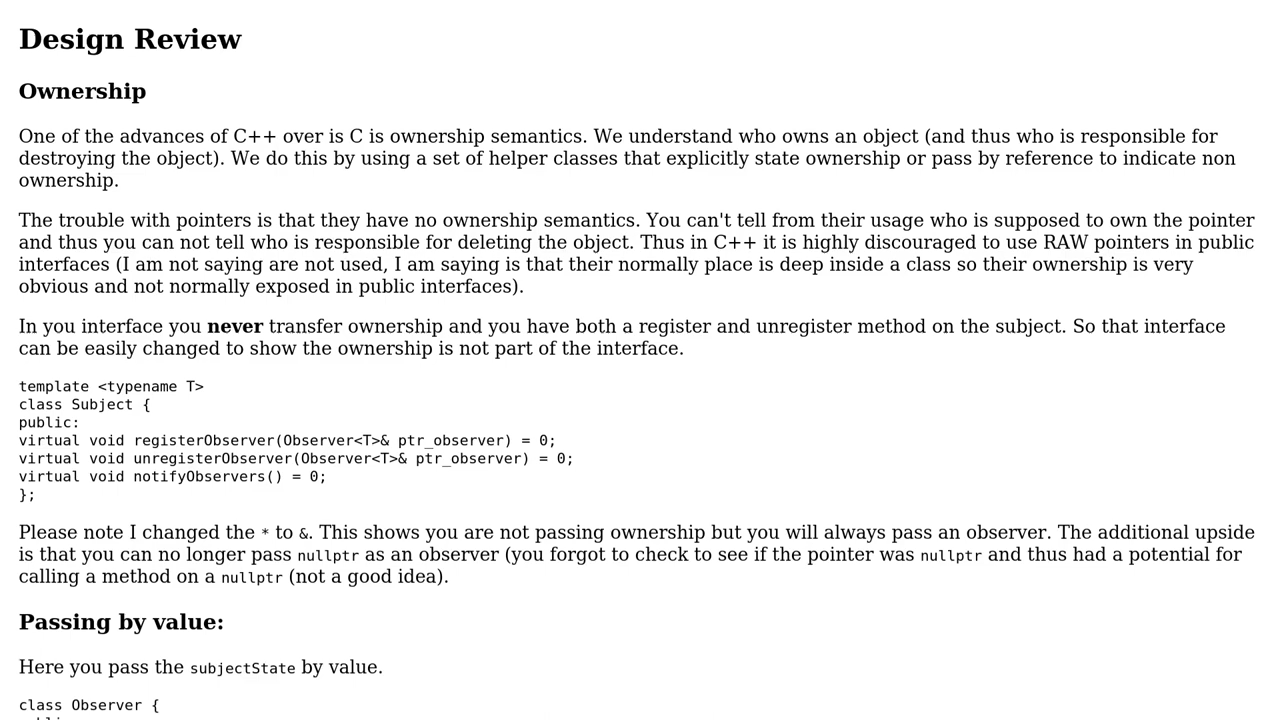 Design Review
Ownership
One of the advances of C++ over is C is ownership semantics. We understand who owns an object (and thus who is responsible for
destroying the object). We do this by using a set of helper classes that explicitly state ownership or pass by reference to indicate non
ownership.
The trouble with pointers is that they have no ownership semantics. You can't tell from their usage who is supposed to own the pointer
and thus you can not tell who is responsible for deleting the object. Thus in C++ it is highly discouraged to use RAW pointers in public
interfaces (I am not saying are not used, I am saying is that their normally place is deep inside a class so their ownership is very
obvious and not normally exposed in public interfaces).
In you interface you never transfer ownership and you have both a register and unregister method on the subject. So that interface
can be easily changed to show the ownership is not part of the interface.
template <typename T>
class Subject {
public:
virtual void registerObserver(Observer<T>& ptr_observer) = 0;
virtual void unregisterObserver(Observer<T>& ptr_observer) = 0;
virtual void notifyObservers() = 0;
};
Please note I changed the * to &. This shows you are not passing ownership but you will always pass an observer. The additional upside
is that you can no longer pass nullptr as an observer (you forgot to check to see if the pointer was nullptr and thus had a potential for
calling a method on a nullptr (not a good idea).
Passing by value:
Here you pass the subjectState by value.
class Observer {